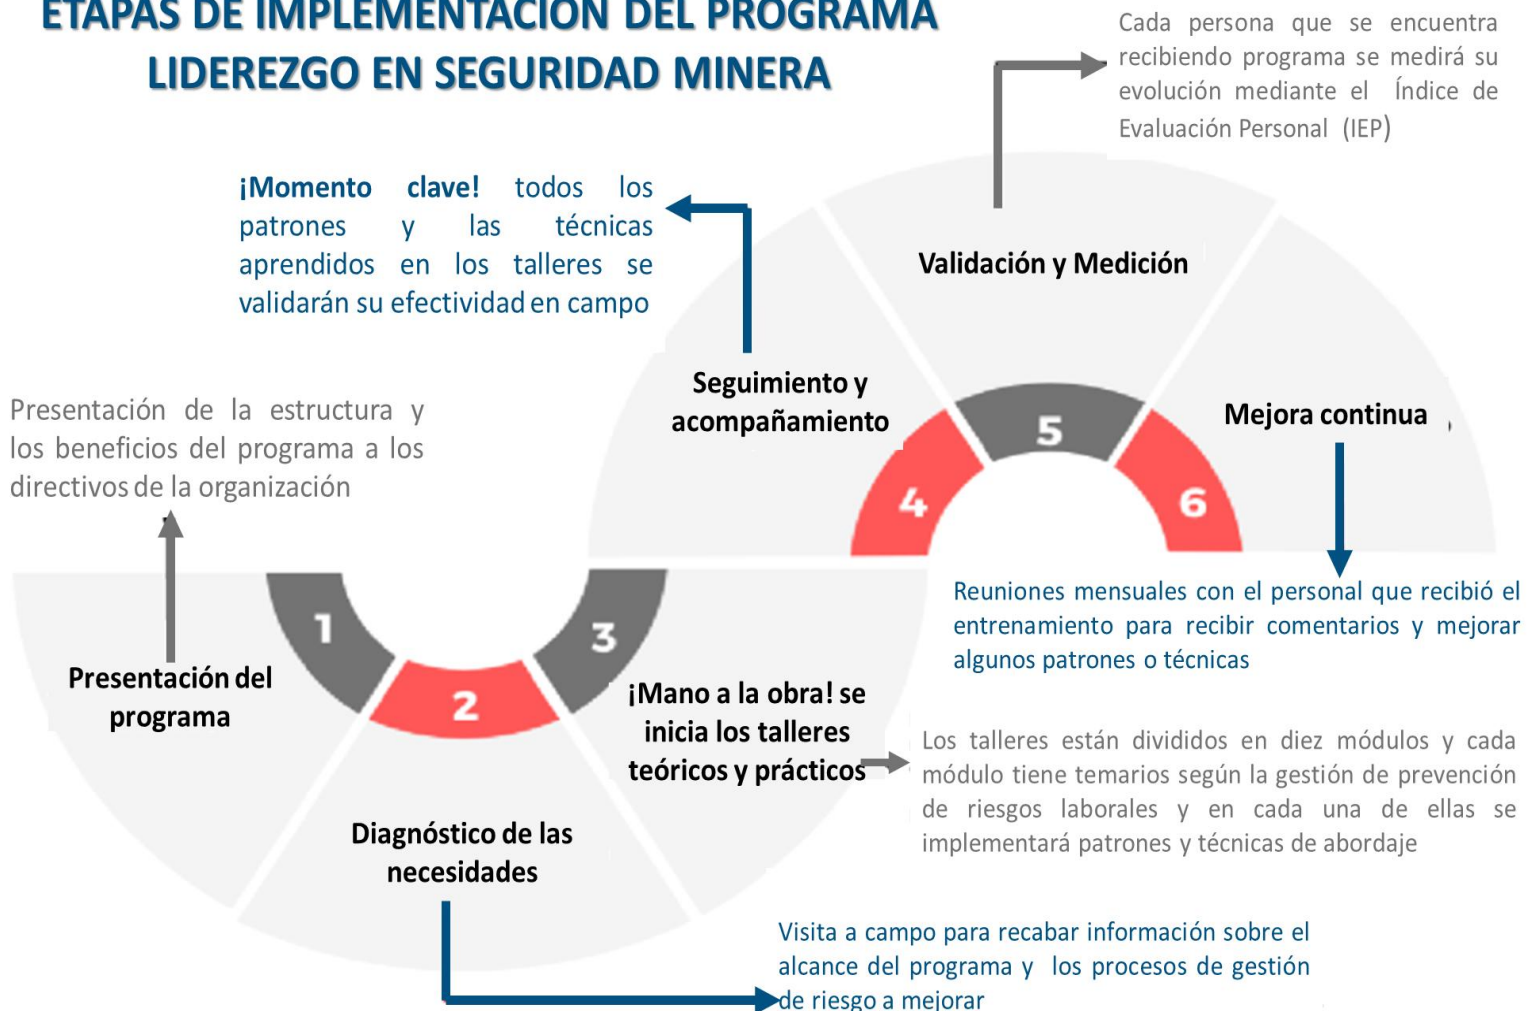 ETAPAS DE IMPLEMENTACIÓN DEL PROGRAMA
LIDEREZGO EN SEGURIDAD MINERA
Cada persona que se encuentra
recibiendo programa se medirá su
evolución mediante el Índice de
Evaluación Personal (IEP)
¡Momento clave! todos los
patrones y las técnicas
aprendidos en los talleres se
validarán su efectividad en campo
Validación y Medición
Seguimiento y
acompañamiento
Mejora continua
Presentación de la estructura y
los beneficios del programa a los
directivos de la organización
4
5
6
Reuniones mensuales con el personal que recibió el
entrenamiento para recibir comentarios y mejorar
algunos patrones o técnicas
1
2
3
Presentación del
programa
¡Mano a la obra! se
inicia los talleres
teóricos y prácticos
Los talleres están divididos en diez módulos y cada
módulo tiene temarios según la gestión de prevención
de riesgos laborales y en cada una de ellas se
implementará patrones y técnicas de abordaje
Diagnóstico de las
necesidades
Visita a campo para recabar información sobre el
alcance del programa y los procesos de gestión
de riesgo a mejorar